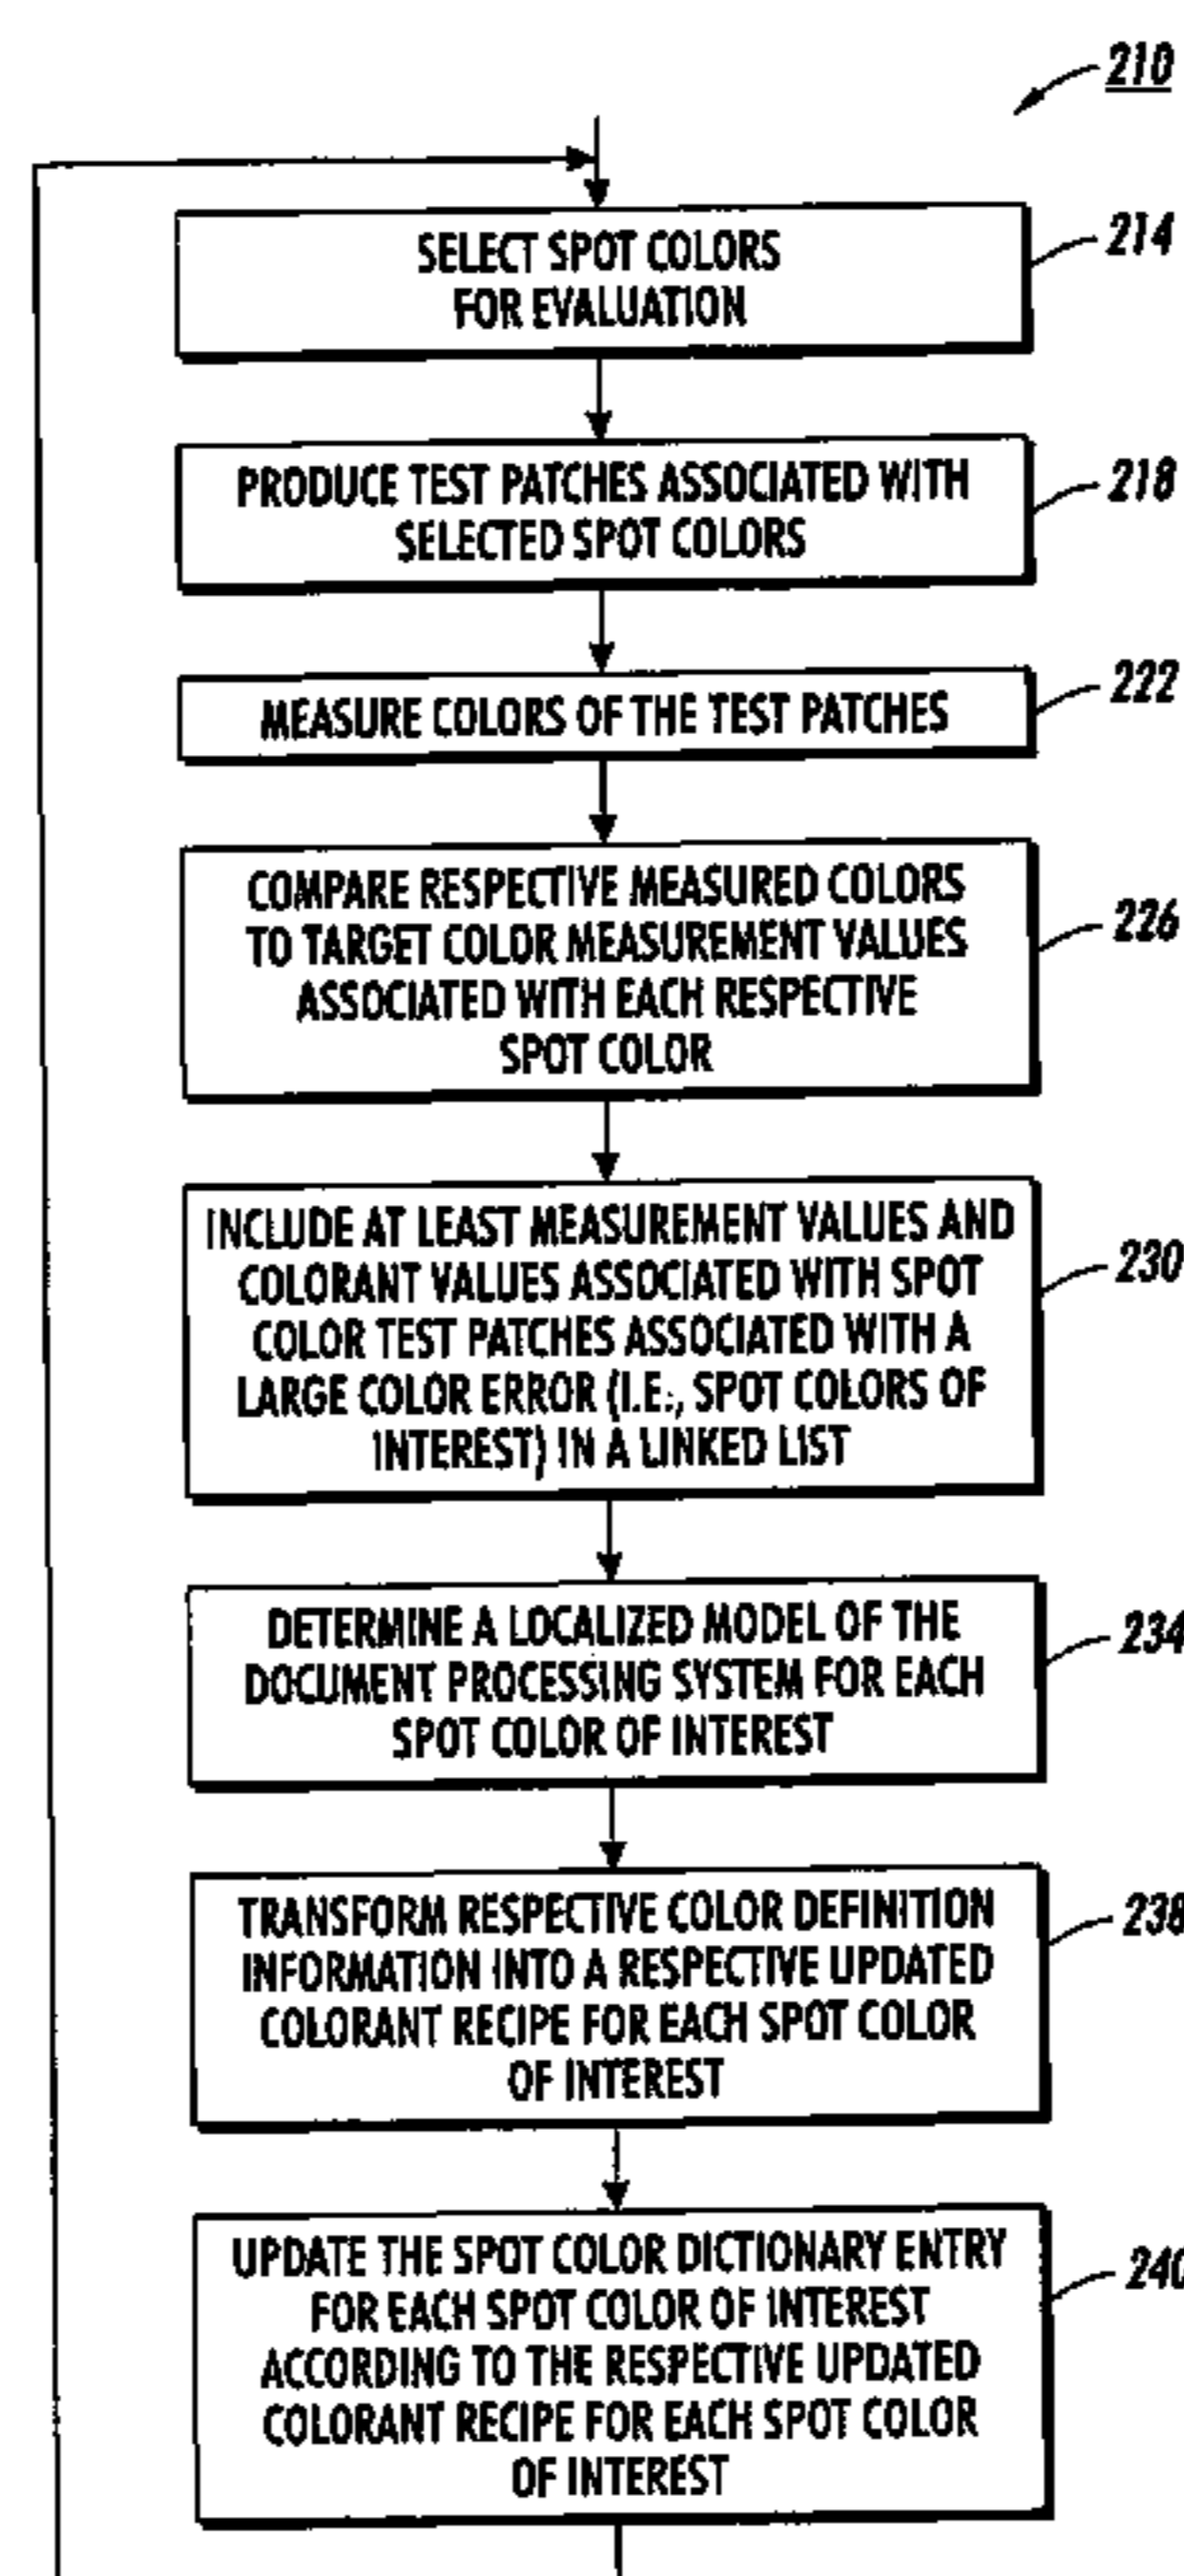 210
SELECT SPOT COLORS
FOR EVALUATION
214
PRODUCE TEST PATCHES ASSOCIATED WITH
SELECTED SPOT COLORS
218
MEASURE COLORS OF THE TEST PATCHES
222
COMPARE RESPECTIVE MEASURED COLORS
TO TARGET COLOR MEASUREMENT VALUES
ASSOCIATED WITH EACH RESPECTIVE
SPOT COLOR
226
INCLUDE AT LEAST MEASUREMENT VALUES AND
COLORANT VALUES ASSOCIATED WITH SPOT
COLOR TEST PATCHES ASSOCIATED WITH A
LARGE COLOR ERROR (I.E., SPOT COLORS OF
INTEREST) IN A LINKED LIST
230
DETERMINE A LOCALIZED MODEL OF THE
DOCUMENT PROCESSING SYSTEM FOR EACH
SPOT COLOR OF INTEREST
234
TRANSFORM RESPECTIVE COLOR DEFINITION
INFORMATION INTO A RESPECTIVE UPDATED
COLORANT RECIPE FOR EACH SPOT COLOR
OF INTEREST
238
UPDATE THE SPOT COLOR DICTIONARY ENTRY
FOR EACH SPOT COLOR OF INTEREST
ACCORDING TO THE RESPECTIVE UPDATED
COLORANT RECIPE FOR EACH SPOT COLOR
OF INTEREST
240